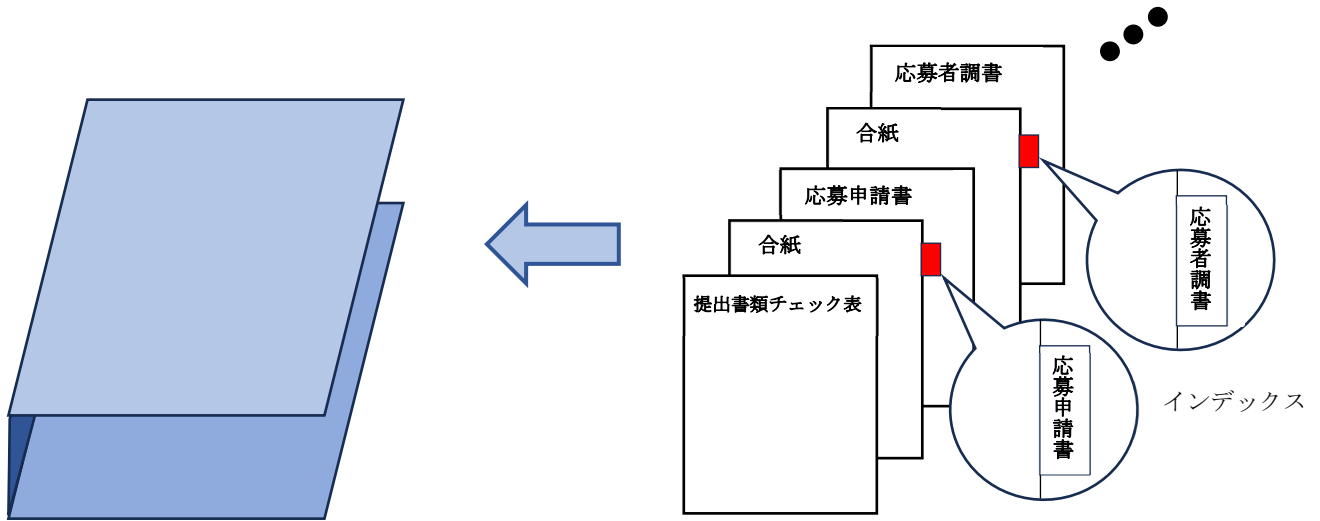 応募者調書
合紙
応募申請書
合紙
提出書類チェック表
応募者調書
応募申請書
インデックス